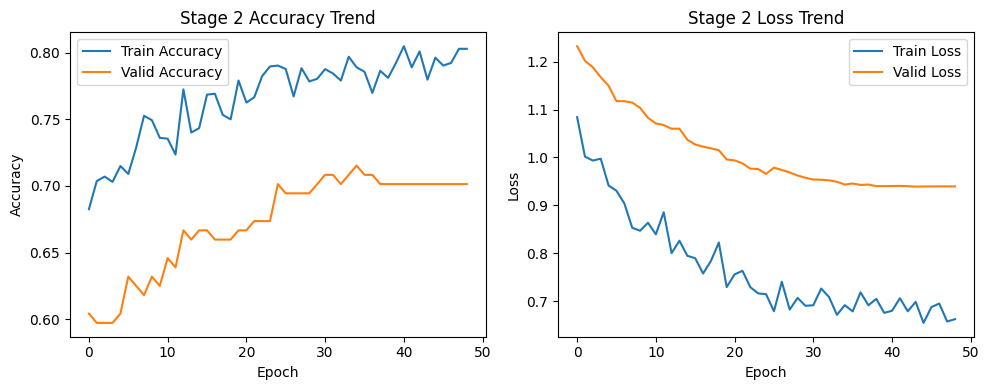 Stage 2 Accuracy Trend
Train Accuracy
Valid Accuracy
0.80
0.75
0.70
0.65
0.60
Accuracy
0
10
20
30
40
50
Epoch
Stage 2 Loss Trend
Train Loss
Valid Loss
1.2
1.1
1.0
0.9
0.8
0.7
Loss
0
10
20
30
40
50
Epoch